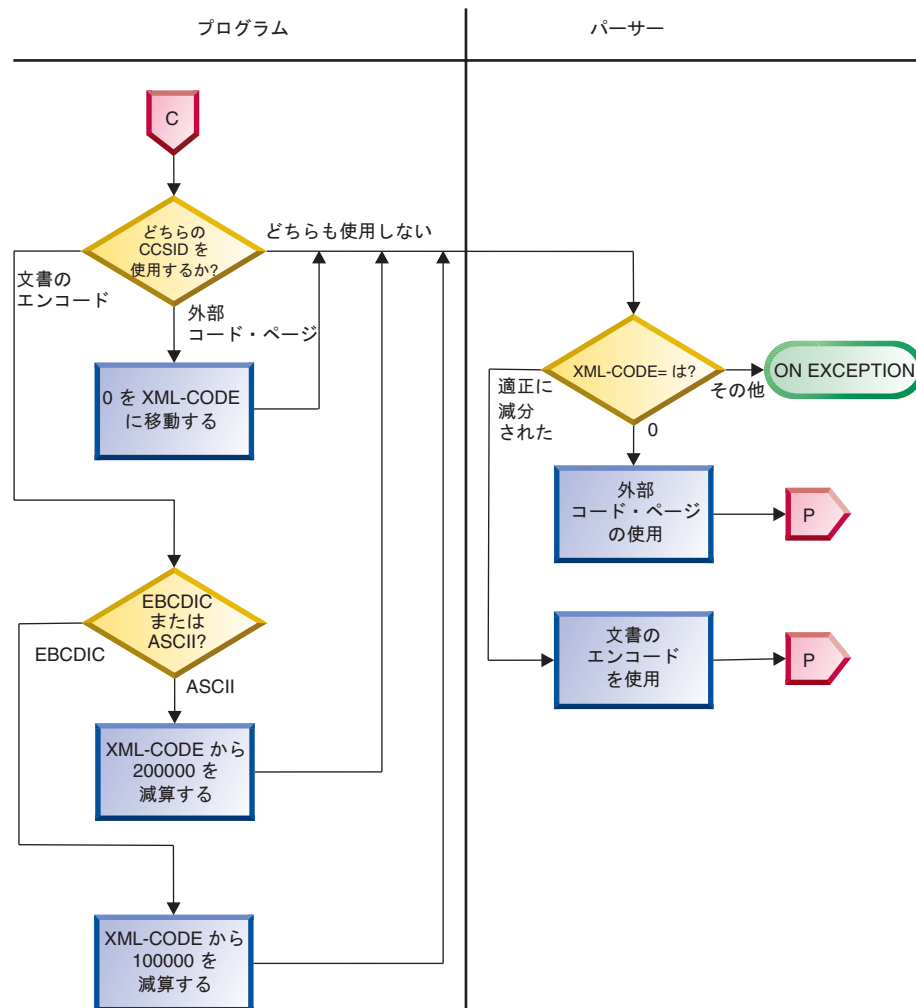 プログラム
パーサー
C
どちらの
CCSID を
使用するか?
どちらも使用しない
文書の
エンコード
外部
コード・ページ
0 を XML-CODE
に移動する
XML-CODE= は?
ON EXCEPTION
その他
適正に
減分
された
0
外部
コード・ページ
の使用
P
EBCDIC
または
ASCII?
EBCDIC
ASCII
文書の
エンコード
を使用
P
XML-CODE から
200000 を
減算する
XML-CODE から
100000 を
減算する